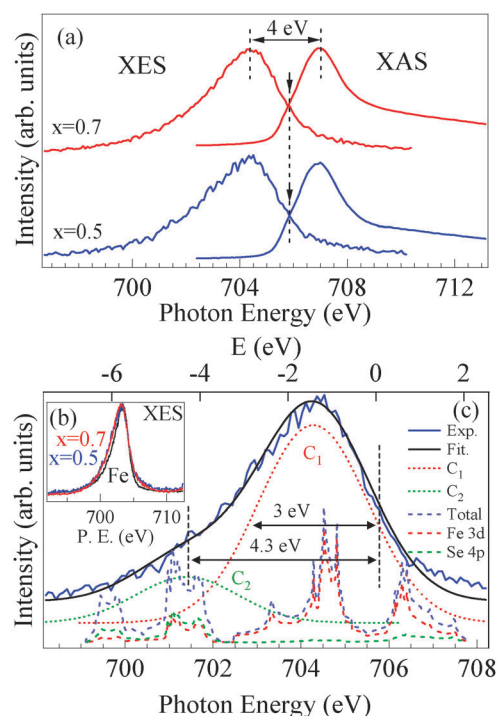 (a)
4 eV
XES
XAS
x=0.7
x=0.5
Intensity (arb. units)
700
704
708
712
Photon Energy (eV)
E (eV)
-6
-4
-2
0
2
(b)
XES
x=0.7
x=0.5
Fe
700
710
P. E. (eV)
(c)
Exp.
Fit.
C1
C2
Total
Fe 3d
Se 4p
C1
3 eV
4.3 eV
C2
Intensity (arb. units)
700
702
704
706
708
Photon Energy (eV)